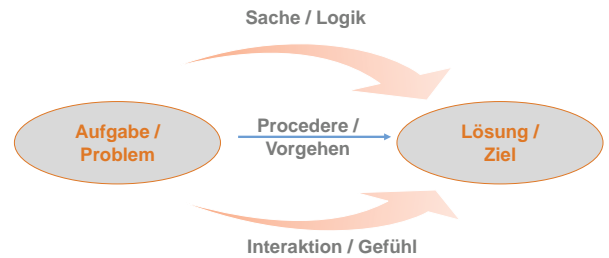 Sache / Logik
Aufgabe /
Problem
Procedere /
Vorgehen
Lösung /
Ziel
Interaktion / Gefühl